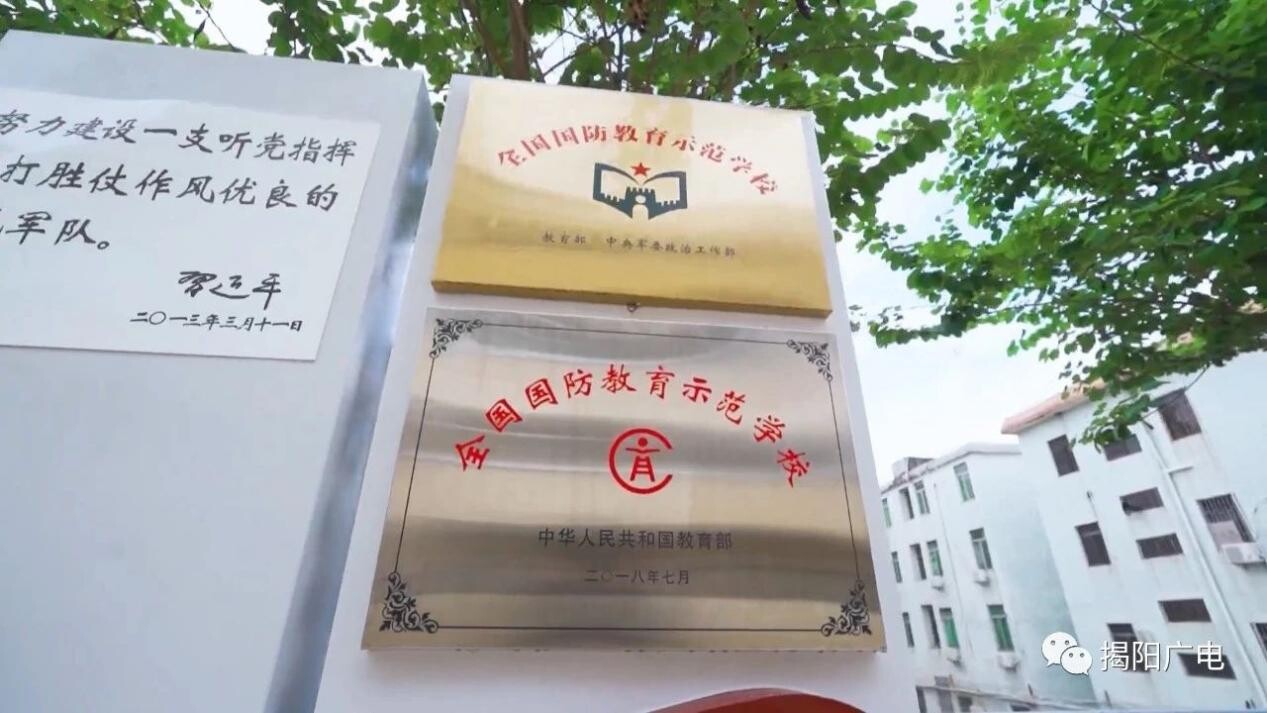 努力建设一支听党指挥
打胜仗作风优良的
军队。
习近平
二〇一三年三月十一日
全国国防教育示范学校
教育部 中央军委政治工作部
全国国防教育示范学校
中华人民共和国教育部
二〇一八年七月
揭阳广电